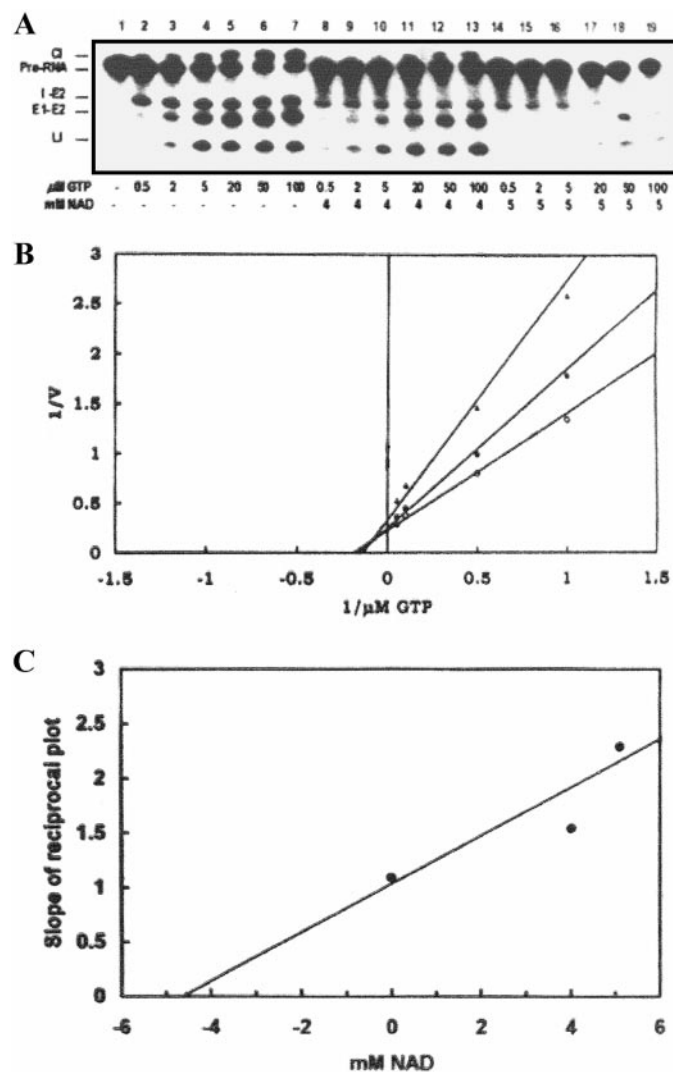 A
1 2 3 4 5 6 7 8 9 10 11 12 13 14 15 16 17 18 19
CI
Pre-RNA
I-E2
E1-E2
LI
µM GTP - 0.5 2 5 20 50 100 0.5 2 5 20 50 100 0.5 2 5 20 50 100
mM NAD - - - - - - - 4 4 4 4 4 4 5 5 5 5 5 5
B
3
2.5
2
1.5
1
0.5
0
1/V
-1.5 -1 -0.5 0 0.5 1 1.5
1/µM GTP
C
3
2.5
2
1.5
1
0.5
0
Slope of reciprocal plot
-6 -4 -2 0 2 4 6
mM NAD